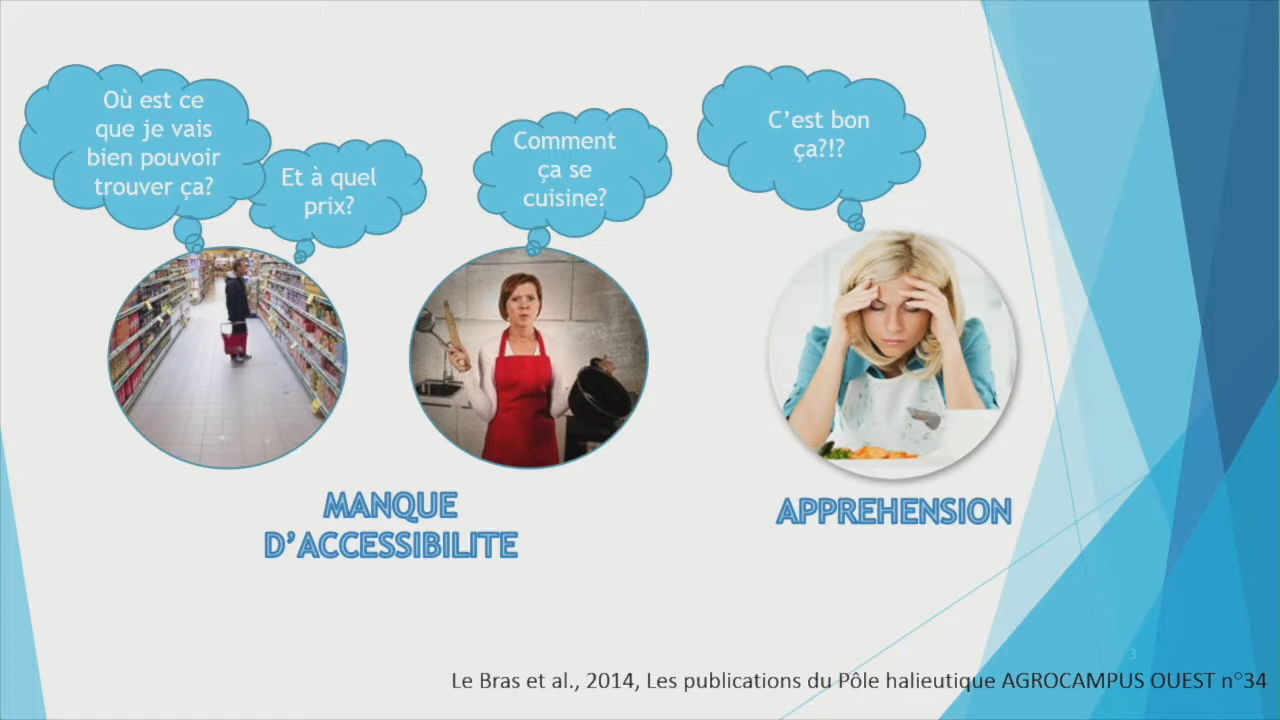 Où est ce
que je vais
bien pouvoir
trouver ça?
Et à quel
prix?
Comment
ça se
cuisine?
C'est bon
ça?!?
MANQUE
D'ACCESSIBILITE
APPREHENSION
3
Le Bras et al., 2014, Les publications du Pôle halieutique AGROCAMPUS OUEST n°34